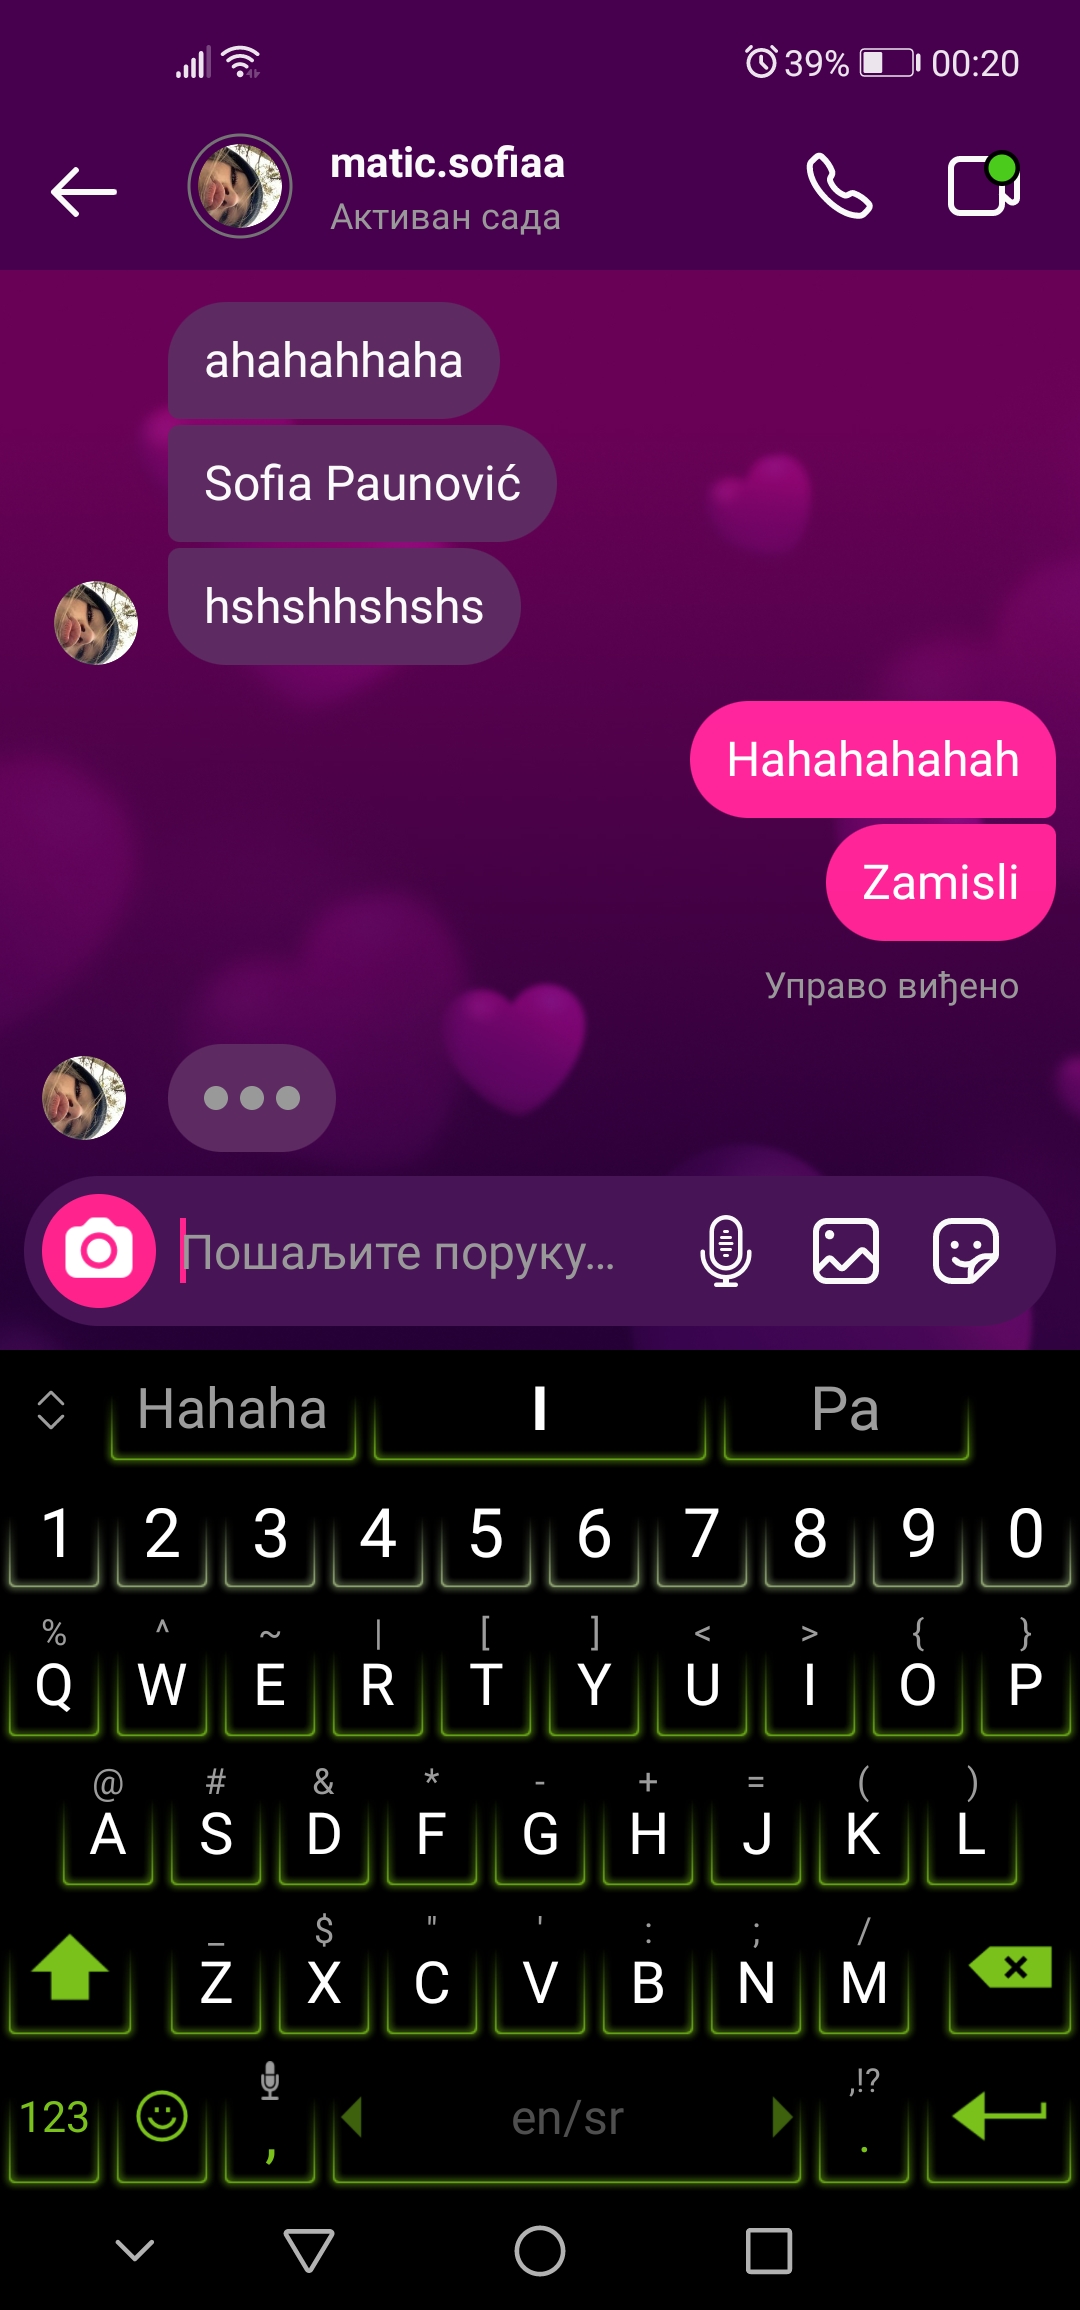 39% 00:20
matic.sofiaa
Активан сада
ahahahhaha
Sofia Paunović
hshshhshshs
Hahahahahah
Zamisli
Управо виђено
Пошаљите поруку...
Hahaha I Pa
1 2 3 4 5 6 7 8 9 0
% ^ ~ | [ ] < > { }
Q W E R T Y U I O P
@ # & * - + = ( )
A S D F G H J K L
_ $ " ' : ; /
Z X C V B N M
,!?
123 , en/sr .